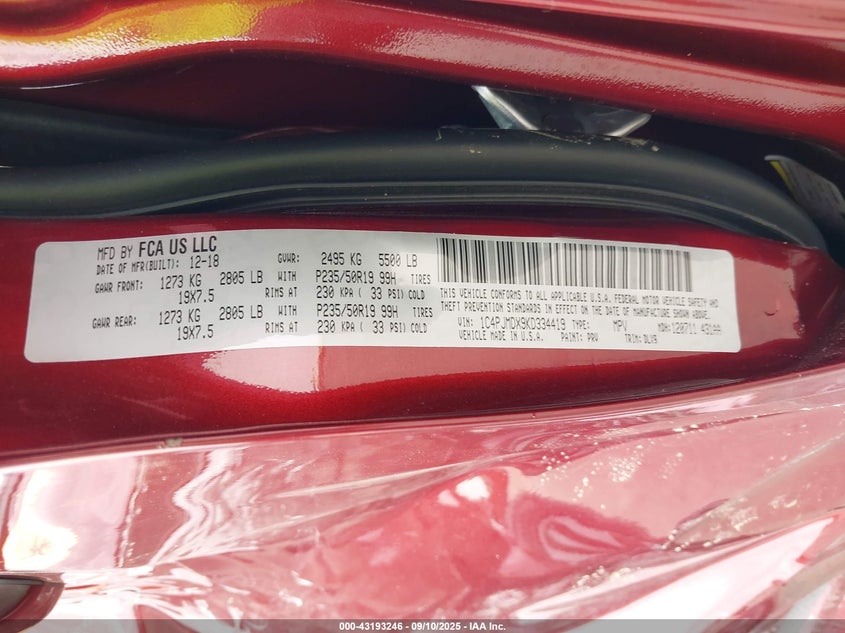 MFD BY FCA US LLC
DATE OF MFR(BUILT): 12-18 GVWR: 2495 KG 5500 LB
GAWR FRONT: 1273 KG 2805 LB WITH P235/50R19 99H TIRES
19X7.5 RIMS AT 230 KPA ( 33 PSI) COLD
GAWR REAR: 1273 KG 2805 LB WITH P235/50R19 99H TIRES
19X7.5 RIMS AT 230 KPA ( 33 PSI) COLD
THIS VEHICLE CONFORMS TO ALL APPLICABLE U.S.A. FEDERAL MOTOR VEHICLE SAFETY AND
THEFT PREVENTION STANDARDS IN EFFECT ON THE DATE OF MANUFACTURE SHOWN ABOVE.
VIN: 1C4PJMDX9KD334419 TYPE: MPV MDH: 120711 431AA
VEHICLE MADE IN U.S.A. PAINT: PRV TRIM: DLV9
000-43193246 - 09/10/2025 - IAA Inc.